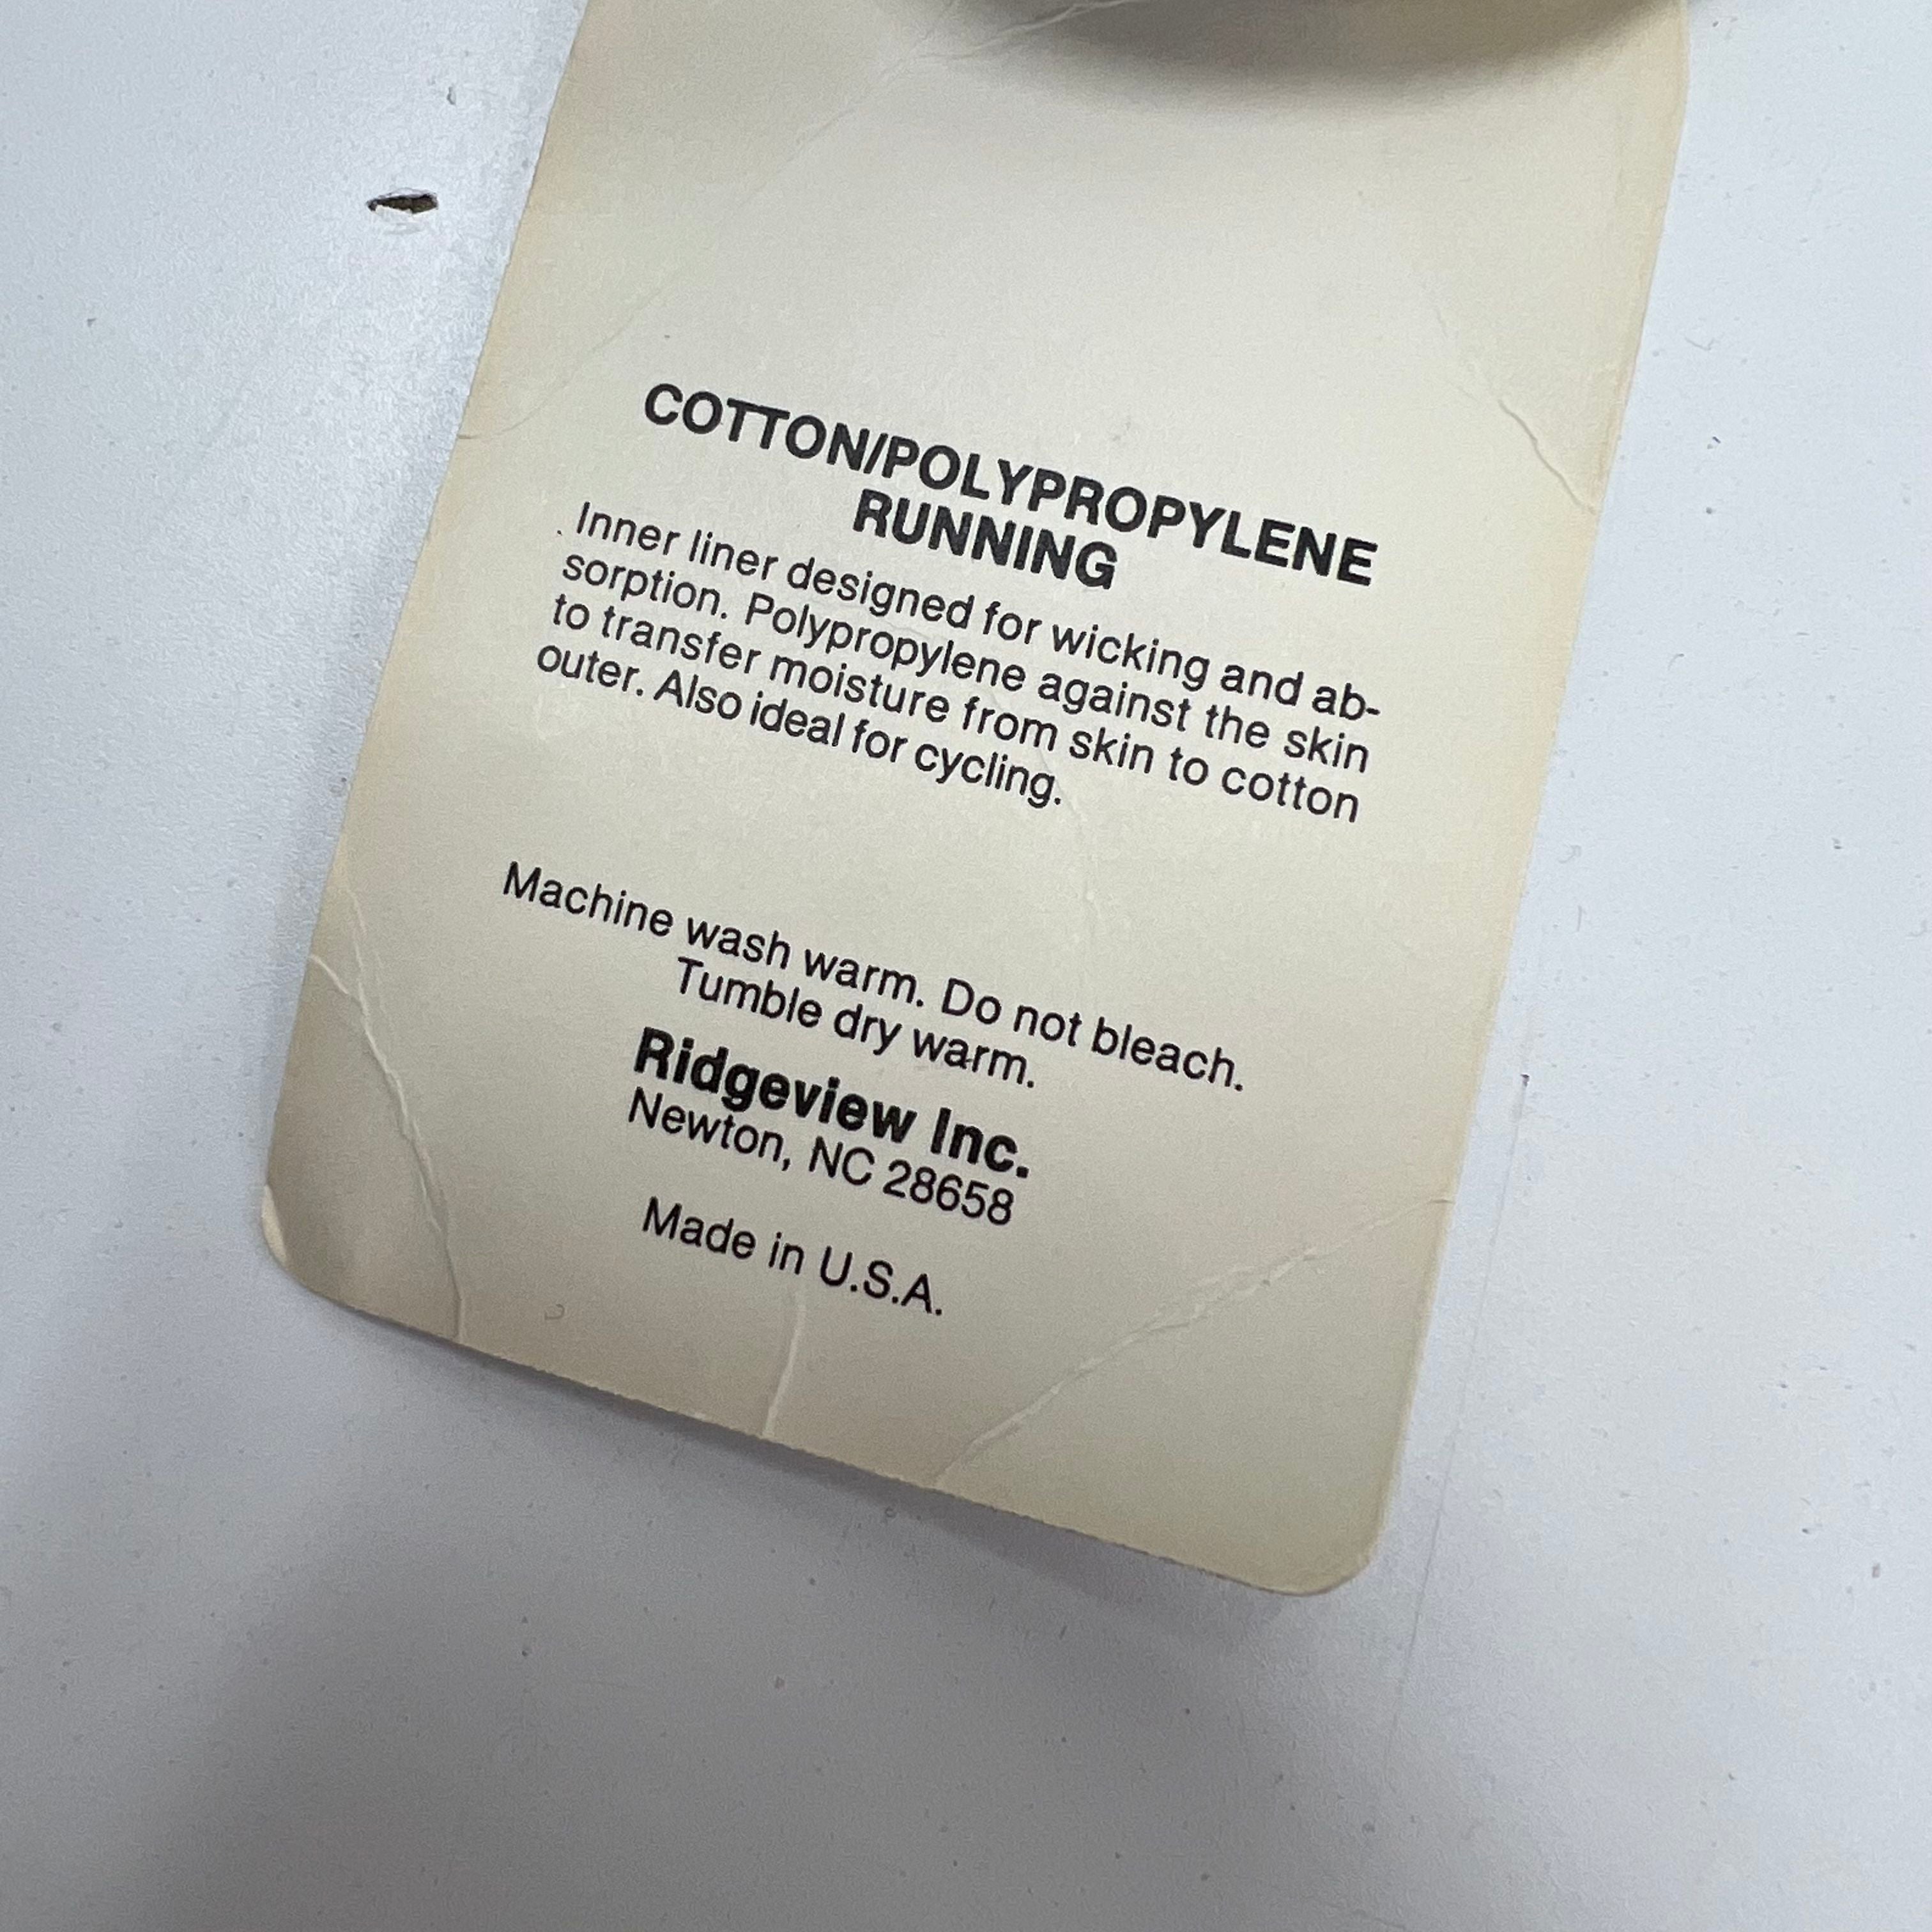 COTTON/POLYPROPYLENE
RUNNING
Inner liner designed for wicking and ab-
sorption. Polypropylene against the skin
to transfer moisture from skin to cotton
outer. Also ideal for cycling.
Machine wash warm. Do not bleach.
Tumble dry warm.
Ridgeview Inc.
Newton, NC 28658
Made in U.S.A.